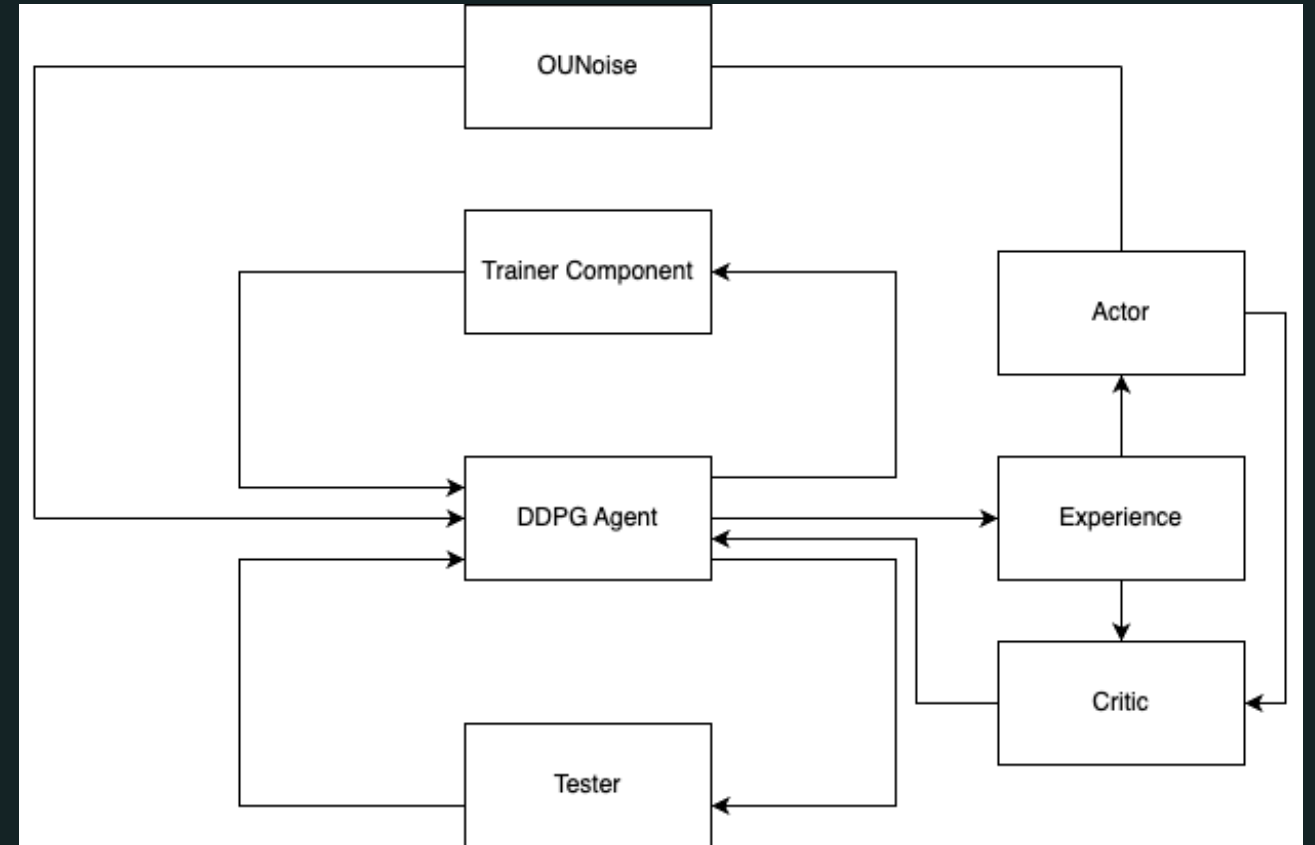 OUNoise
Trainer Component
Actor
DDPG Agent
Experience
Critic
Tester